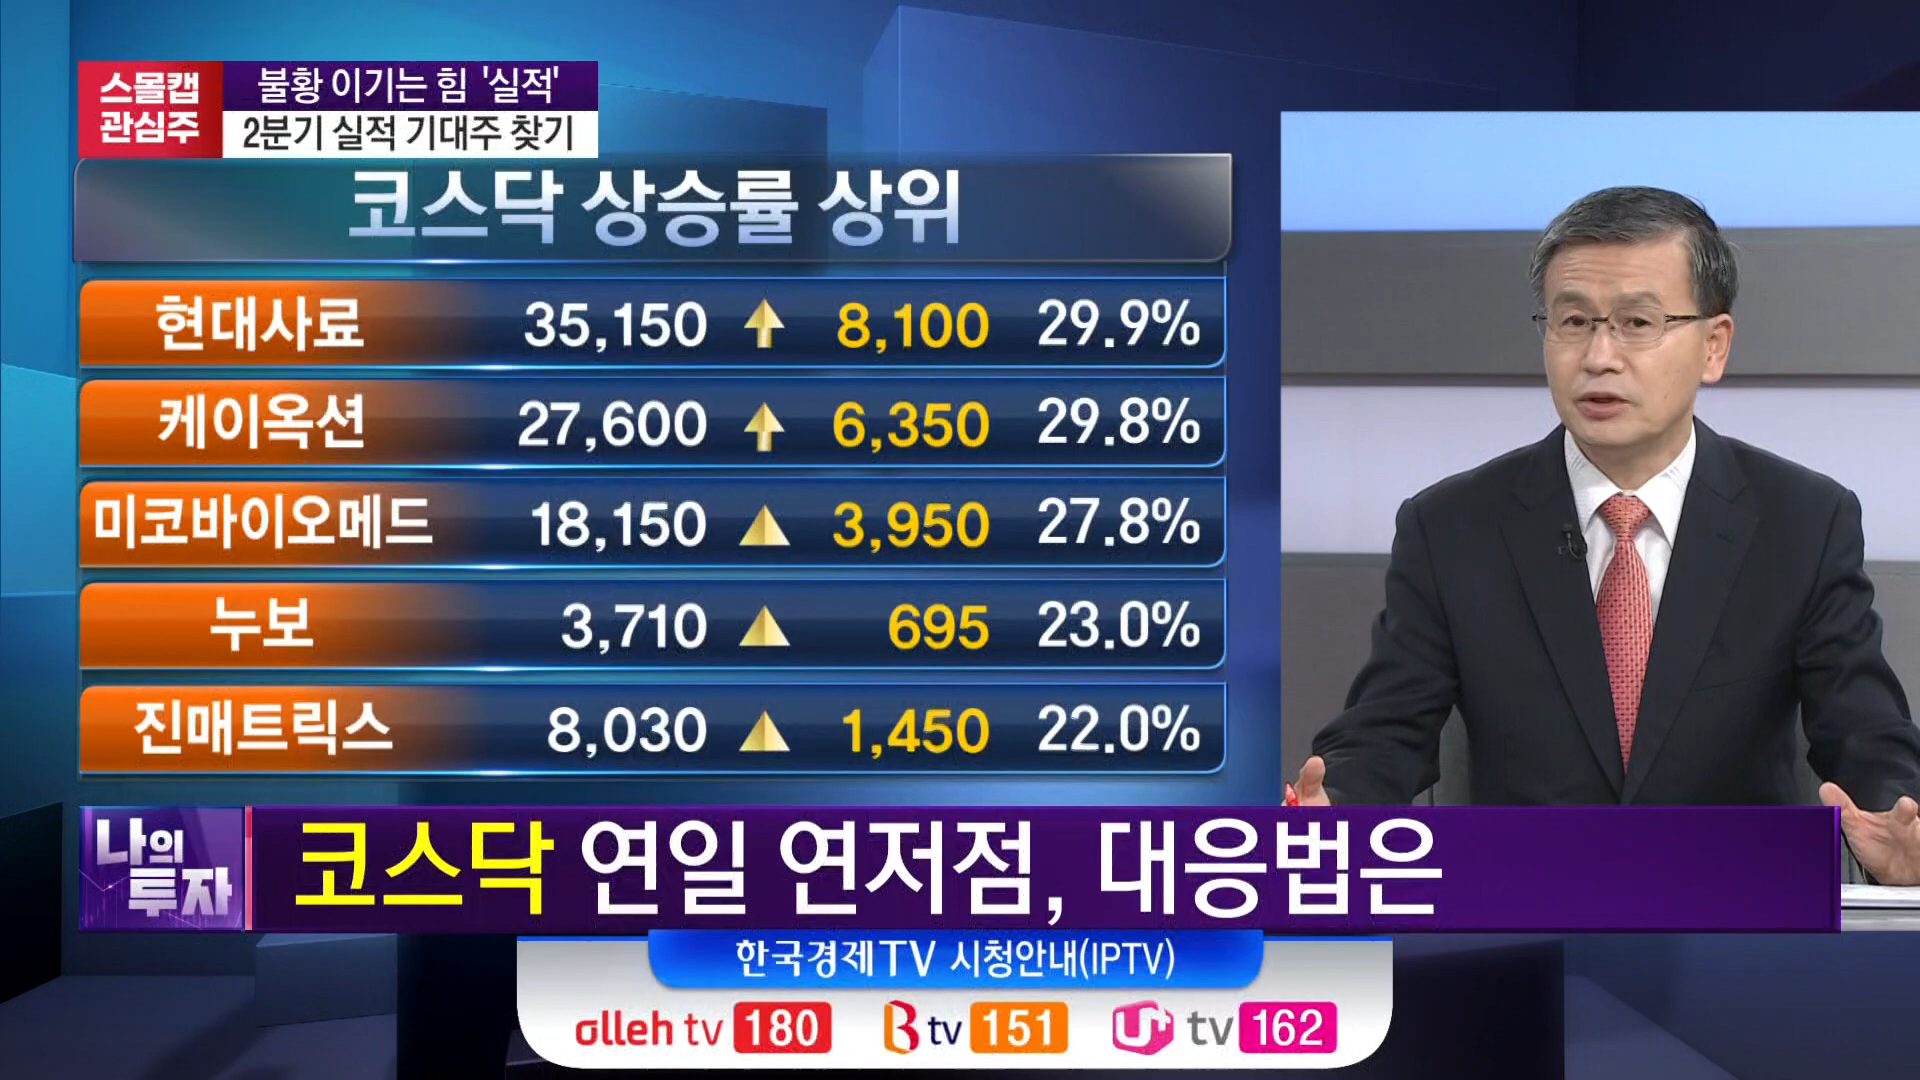 스몰캡
관심주
불황 이기는 힘 '실적'
2분기 실적 기대주 찾기
코스닥 상승률 상위
현대사료 35,150 8,100 29.9%
케이옥션 27,600 6,350 29.8%
미코바이오메드 18,150 3,950 27.8%
누보 3,710 695 23.0%
진매트릭스 8,030 1,450 22.0%
나의
투자
코스닥 연일 연저점, 대응법은
한국경제TV 시청안내(IPTV)
olleh tv 180 B tv 151 U+ tv 162